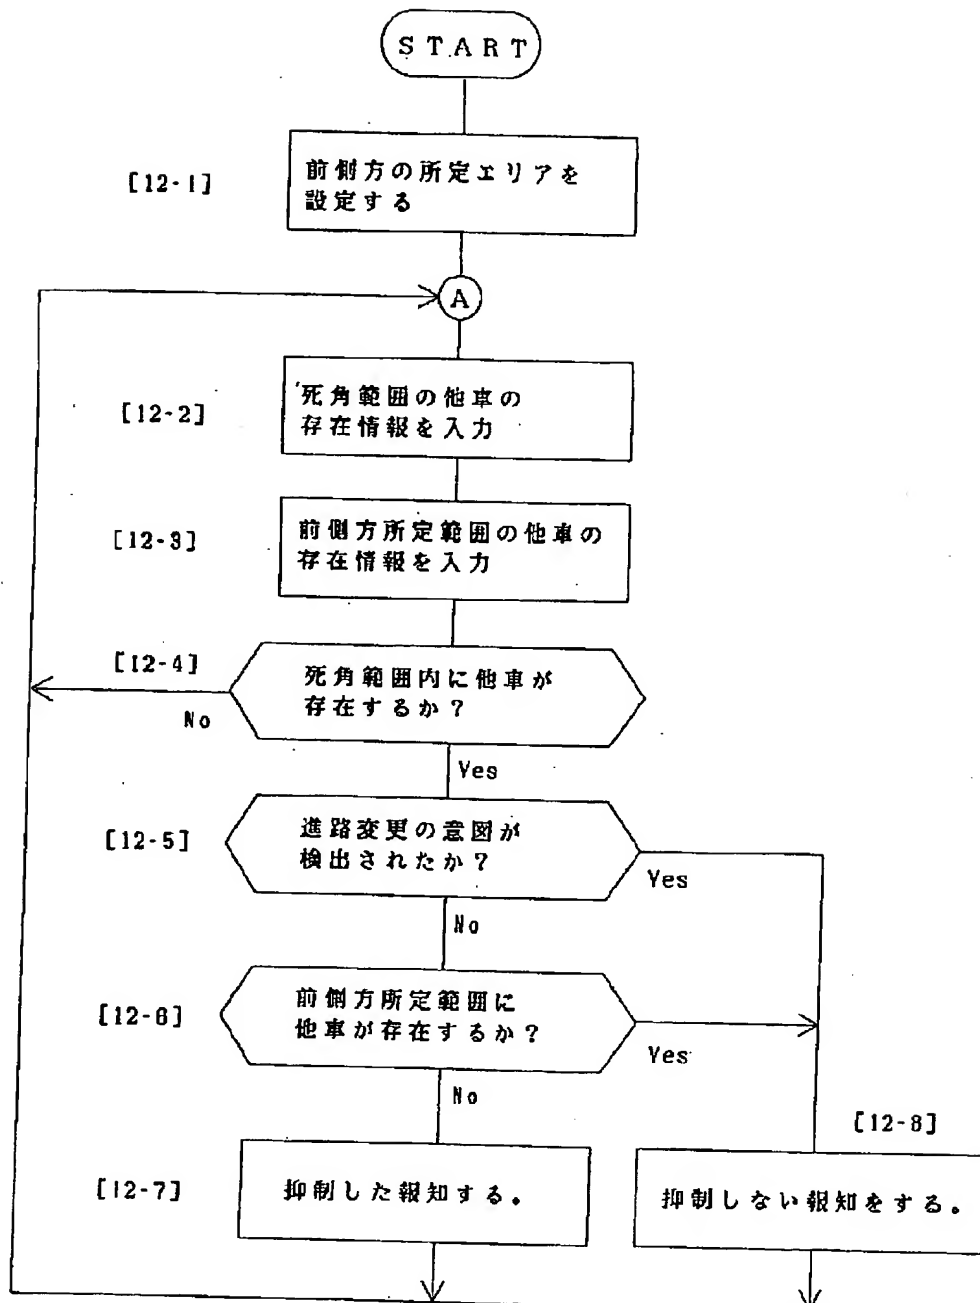 START
[12-1]
前側方の所定エリアを
設定する
A
[12-2]
死角範囲の他車の
存在情報を入力
[12-3]
前側方所定範囲の他車の
存在情報を入力
[12-4]
死角範囲内に他車が
存在するか？
No
Yes
[12-5]
進路変更の意図が
検出されたか？
Yes
No
[12-6]
前側方所定範囲に
他車が存在するか？
Yes
No
[12-8]
[12-7]
抑制した報知する。
抑制しない報知をする。